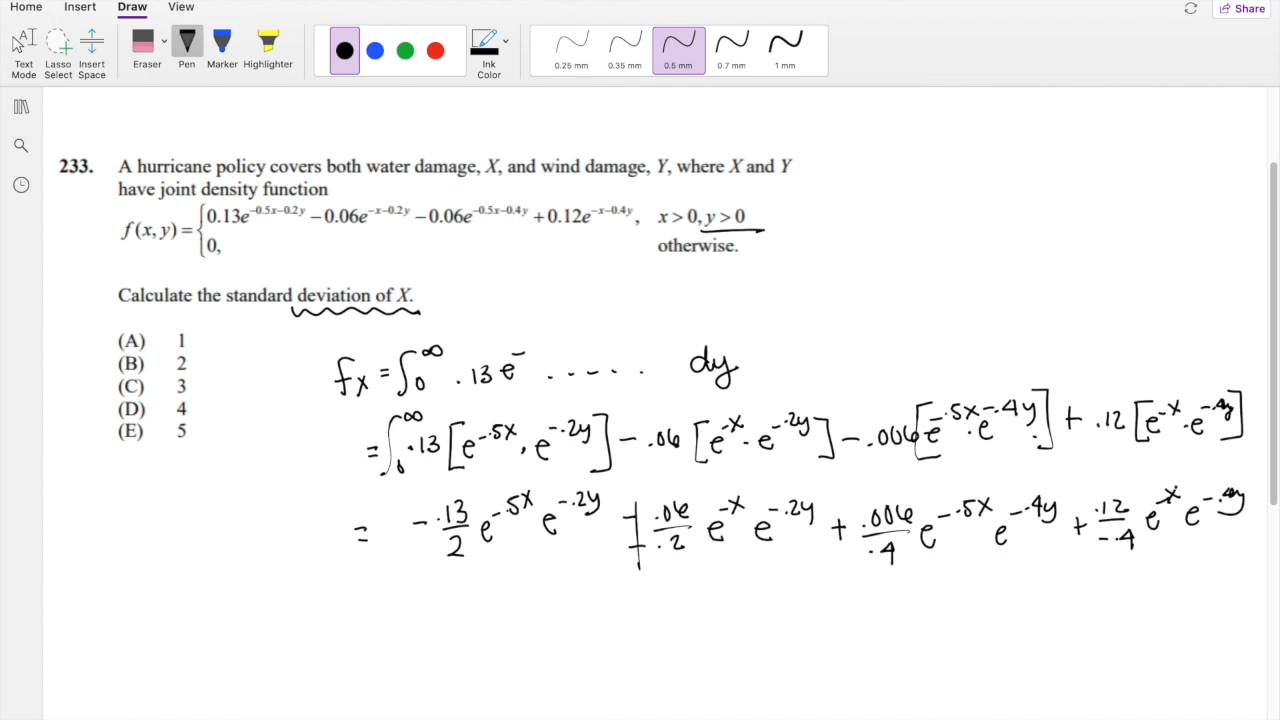 Home Insert Draw View Share
Text Mode Lasso Select Insert Space Eraser Pen Marker Highlighter Ink Color 0.25 mm 0.35 mm 0.5 mm 0.7 mm 1 mm
233. A hurricane policy covers both water damage, X, and wind damage, Y, where X and Y
have joint density function
f(x, y) = { 0.13e^{-0.5x-0.2y} - 0.06e^{-x-0.2y} - 0.06e^{-0.5x-0.4y} + 0.12e^{-x-0.4y}, x > 0, y > 0
0, otherwise.
Calculate the standard deviation of X.
(A) 1
(B) 2
(C) 3
(D) 4
(E) 5
fx = ∫_0^∞ .13 e^- ...... dy
= ∫_0^∞ .13 [e^{-.5x} . e^{-.2y}] - .06 [e^{-x} . e^{-.2y}] - .006 [e^{-.5x} . e^{-.4y}] + .12 [e^{-x} . e^{-.4y}]
= - .13/2 e^{-.5x} e^{-.2y} + .06/.2 e^{-x} e^{-.2y} + .006/.4 e^{-.5x} e^{-.4y} + .12/-.4 e^{-x} e^{-.4y}